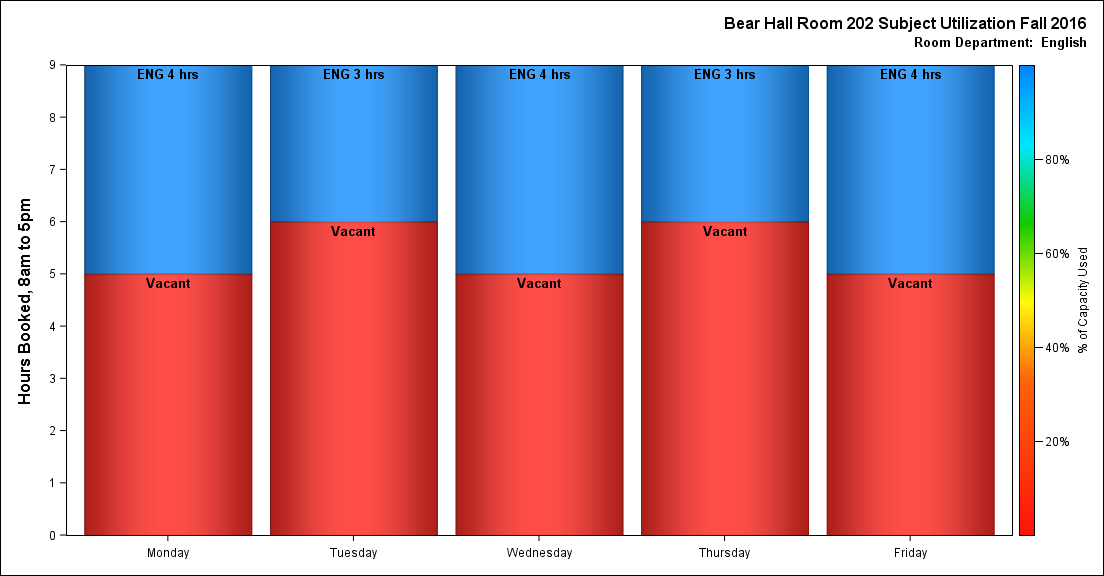 Bear Hall Room 202 Subject Utilization Fall 2016
Room Department: English
Hours Booked, 8am to 5pm
9
8
7
6
5
4
3
2
1
0
ENG 4 hrs
ENG 3 hrs
ENG 4 hrs
ENG 3 hrs
ENG 4 hrs
Vacant
Vacant
Vacant
Vacant
Vacant
Monday
Tuesday
Wednesday
Thursday
Friday
80%
60%
40%
20%
% of Capacity Used